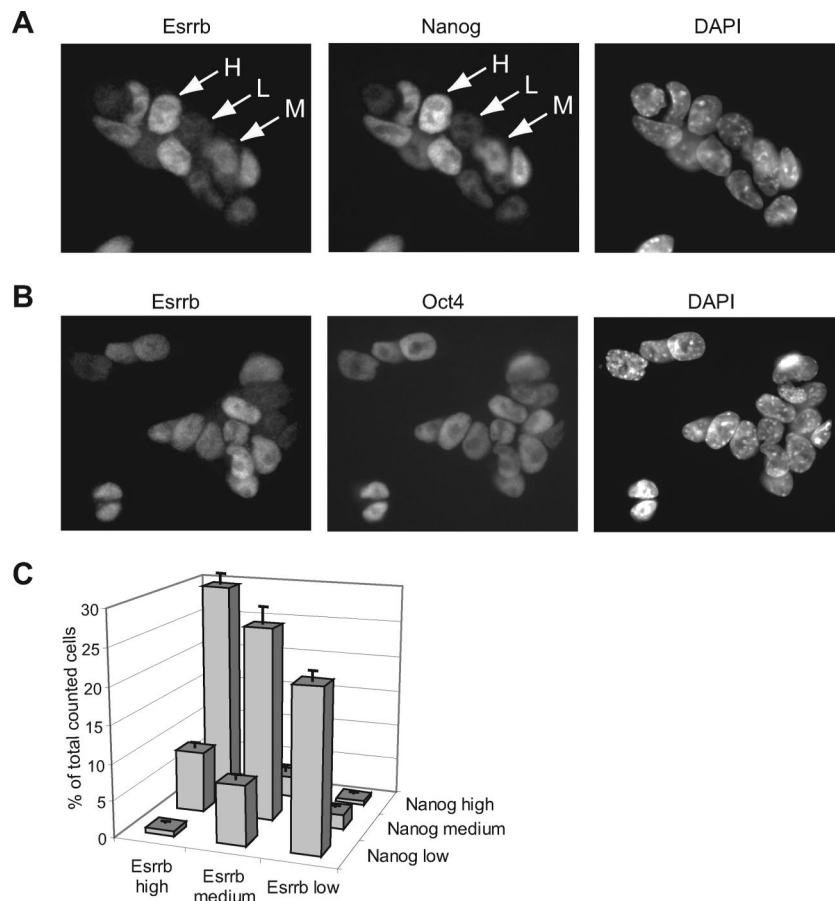 A
Esrrb Nanog DAPI
H H
L L
M M
B
Esrrb Oct4 DAPI
C
% of total counted cells
30
25
20
15
10
5
0
Nanog high
Nanog medium
Nanog low
Esrrb high
Esrrb medium
Esrrb low